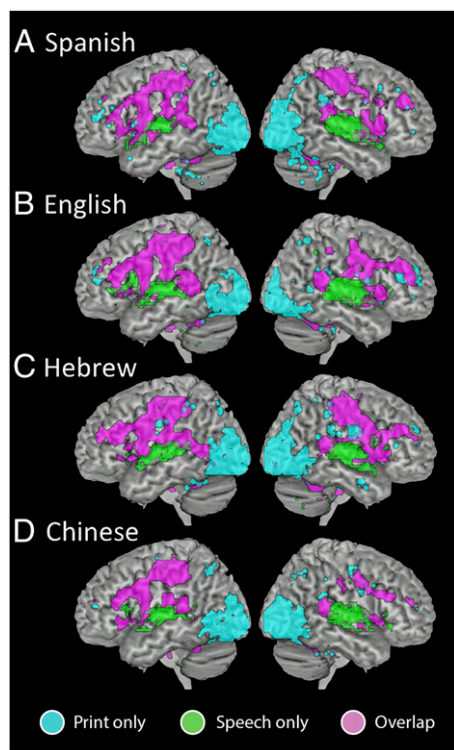 A Spanish
B English
C Hebrew
D Chinese
Print only Speech only Overlap